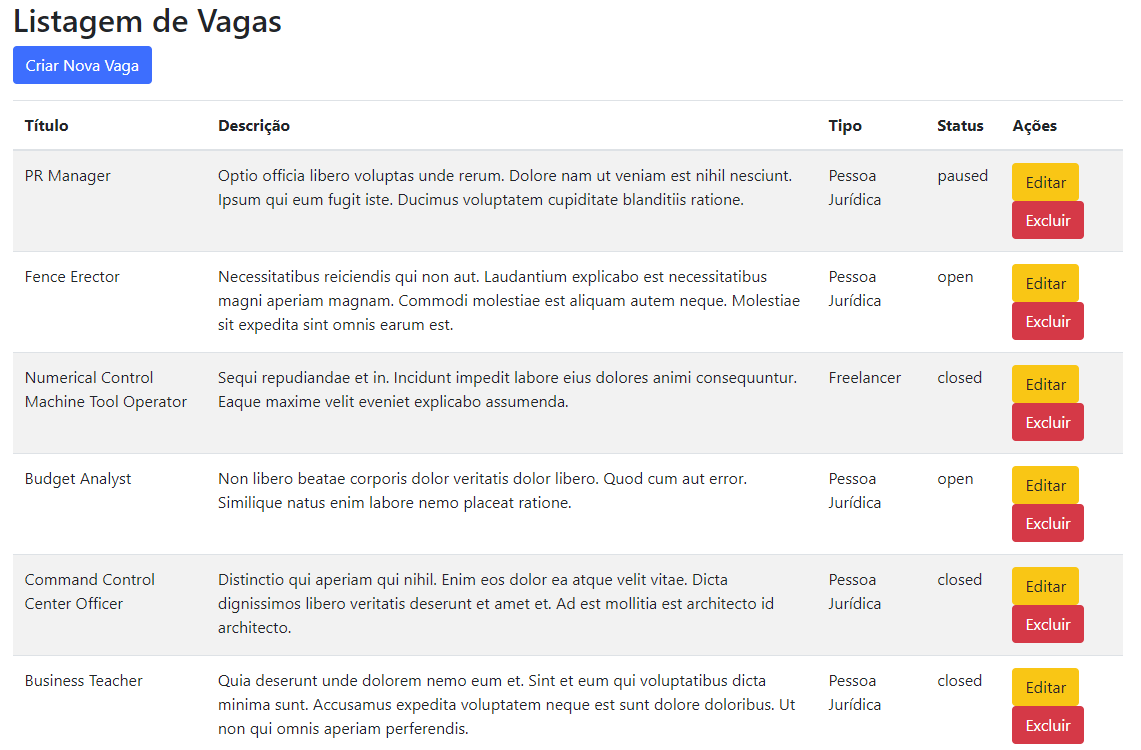 Listagem de Vagas
Criar Nova Vaga
Título Descrição Tipo Status Ações
PR Manager Optio officia libero voluptas unde rerum. Dolore nam ut veniam est nihil nesciunt. Pessoa paused Editar
Ipsum qui eum fugit iste. Ducimus voluptatem cupiditate blanditiis ratione. Jurídica
Excluir
Fence Erector Necessitatibus reiciendis qui non aut. Laudantium explicabo est necessitatibus Pessoa open Editar
magni aperiam magnam. Commodi molestiae est aliquam autem neque. Molestiae Jurídica
sit expedita sint omnis earum est. Excluir
Numerical Control Sequi repudiandae et in. Incidunt impedit labore eius dolores animi consequuntur. Freelancer closed Editar
Machine Tool Operator Eaque maxime velit eveniet explicabo assumenda.
Excluir
Budget Analyst Non libero beatae corporis dolor veritatis dolor libero. Quod cum aut error. Pessoa open Editar
Similique natus enim labore nemo placeat ratione. Jurídica
Excluir
Command Control Distinctio qui aperiam qui nihil. Enim eos dolor ea atque velit vitae. Dicta Pessoa closed Editar
Center Officer dignissimos libero veritatis deserunt et amet et. Ad est mollitia est architecto id Jurídica
architecto. Excluir
Business Teacher Quia deserunt unde dolorem nemo eum et. Sint et eum qui voluptatibus dicta Pessoa closed Editar
minima sunt. Accusamus expedita voluptatem neque est sunt dolore doloribus. Ut Jurídica
non qui omnis aperiam perferendis. Excluir